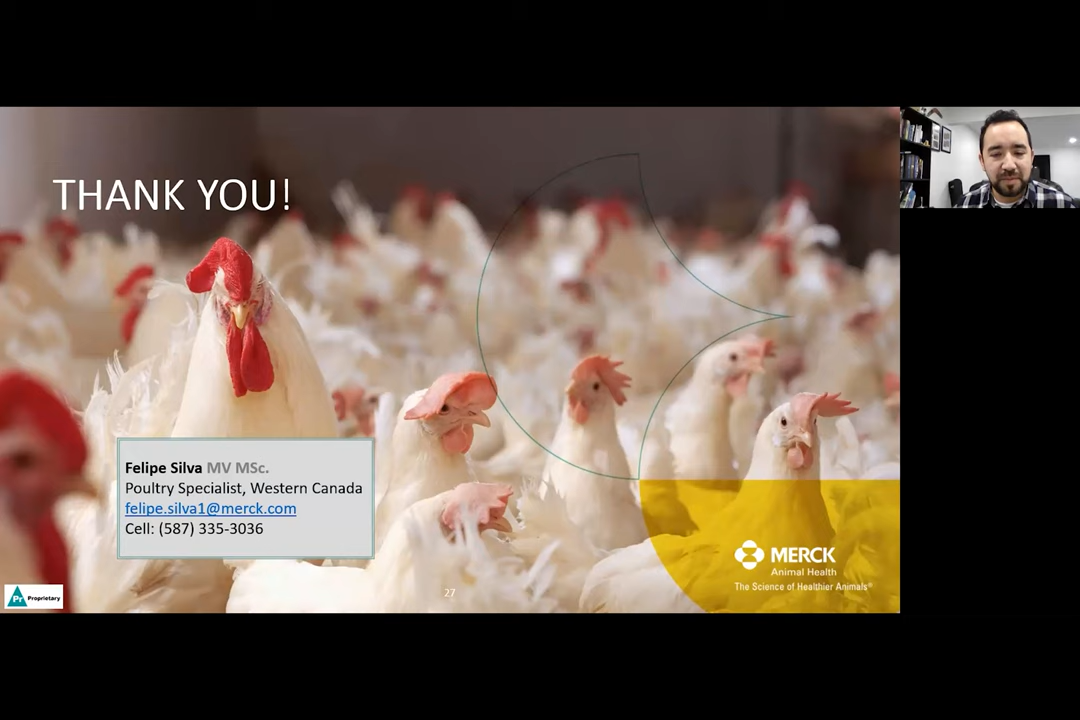 THANK YOU!
Felipe Silva MV MSc.
Poultry Specialist, Western Canada
felipe.silva1@merck.com
Cell: (587) 335-3036
MERCK
Animal Health
The Science of Healthier Animals®
Pr Proprietary
27